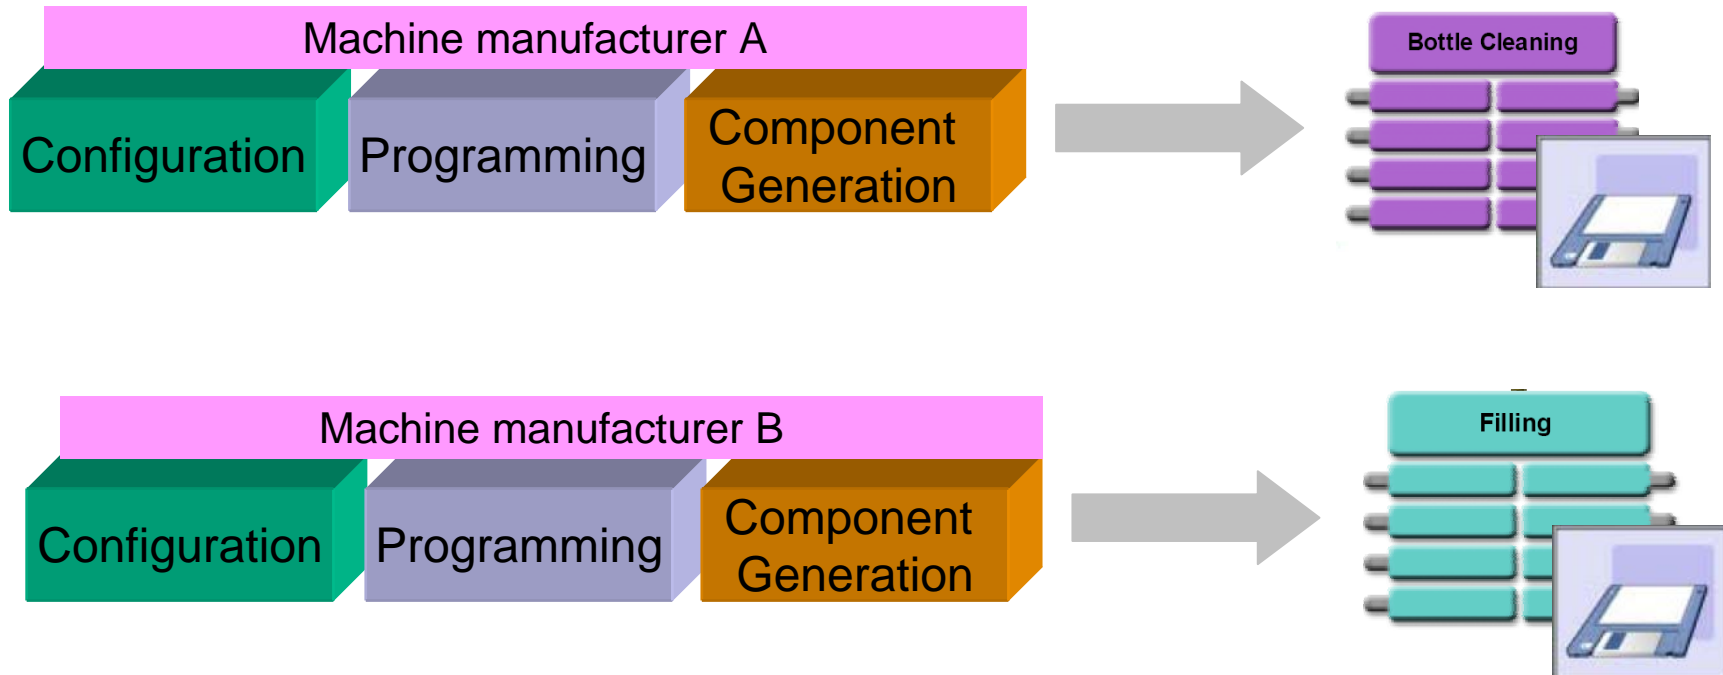 Machine manufacturer A
Configuration
Programming
Component
Generation
Bottle Cleaning
Machine manufacturer B
Configuration
Programming
Component
Generation
Filling